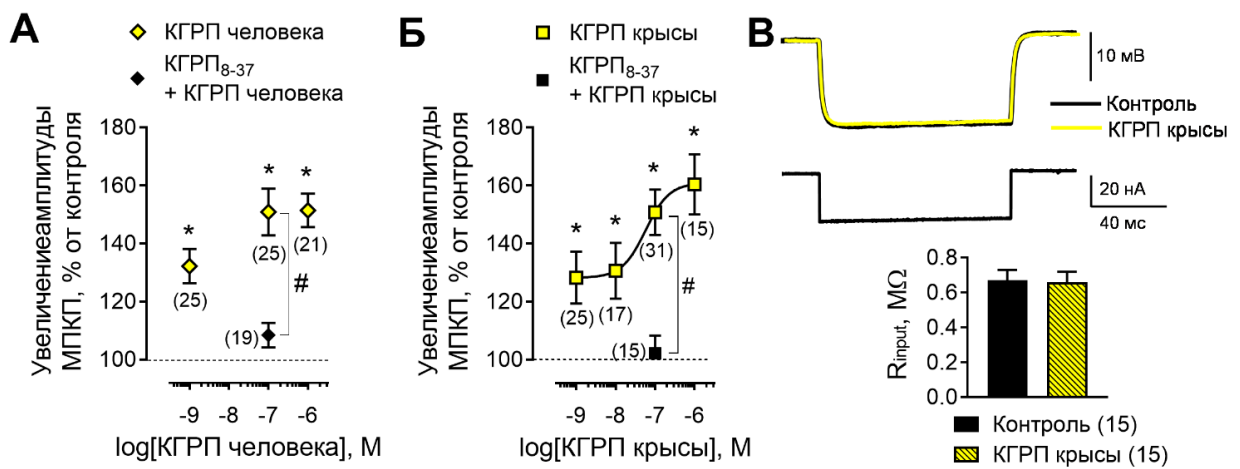 А
КГРП человека
КГРП8-37
+ КГРП человека
Увеличениеамплитуды
МПКП, % от контроля
180
160
140
120
100
*
*
*
(25)
(25)
(21)
#
(19)
-9 -8 -7 -6
log[КГРП человека], М
Б
КГРП крысы
КГРП8-37
+ КГРП крысы
Увеличениеамплитуды
МПКП, % от контроля
180
160
140
120
100
*
*
*
*
(25)
(17)
(31)
(15)
#
(15)
-9 -8 -7 -6
log[КГРП крысы], М
В
10 мВ
Контроль
КГРП крысы
20 нА
40 мс
Rinput, MΩ
0.8
0.6
0.4
0.2
0.0
Контроль (15)
КГРП крысы (15)